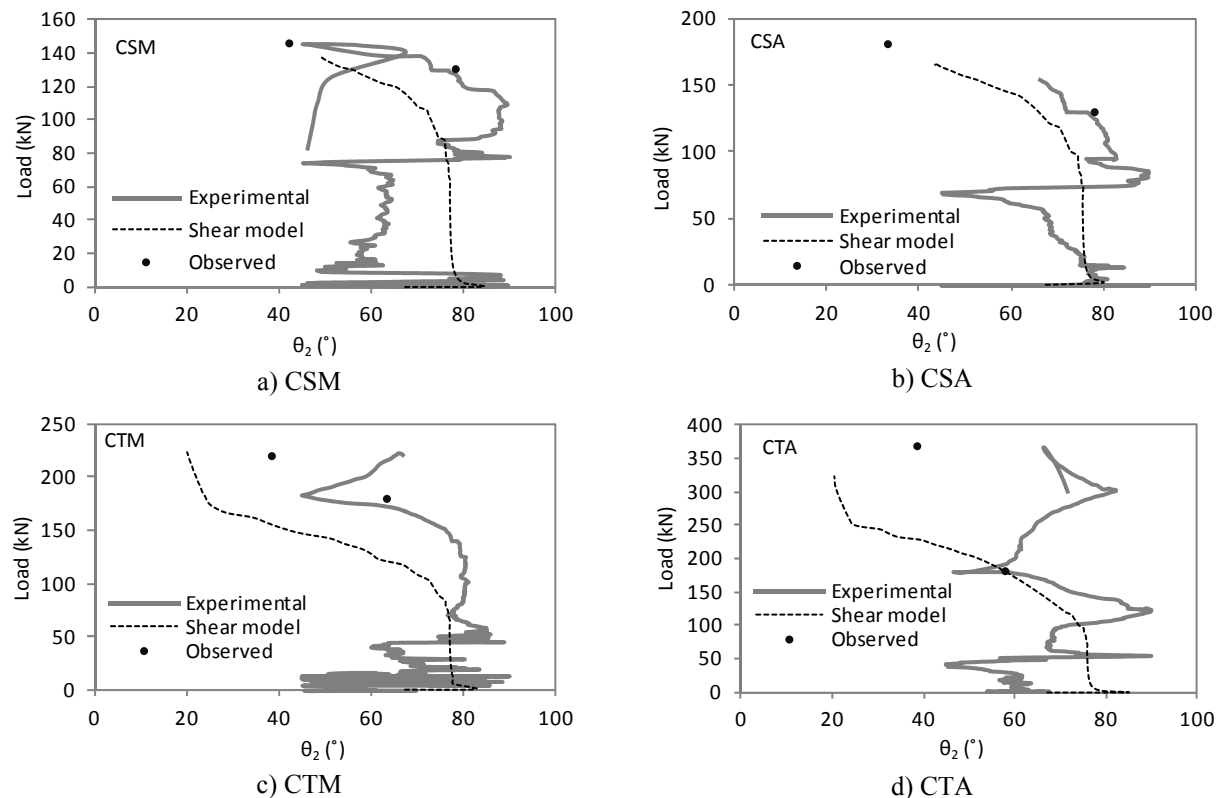 CSM
Load (kN)
160
140
120
100
80
60
40
20
0
Experimental
Shear model
Observed
0 20 40 60 80 100
θ2 (˚)
a) CSM
CSA
Load (kN)
200
150
100
50
0
Experimental
Shear model
Observed
0 20 40 60 80 100
θ2 (˚)
b) CSA
CTM
Load (kN)
250
200
150
100
50
0
Experimental
Shear model
Observed
0 20 40 60 80 100
θ2 (˚)
c) CTM
CTA
Load (kN)
400
350
300
250
200
150
100
50
0
Experimental
Shear model
Observed
0 20 40 60 80 100
θ2 (˚)
d) CTA